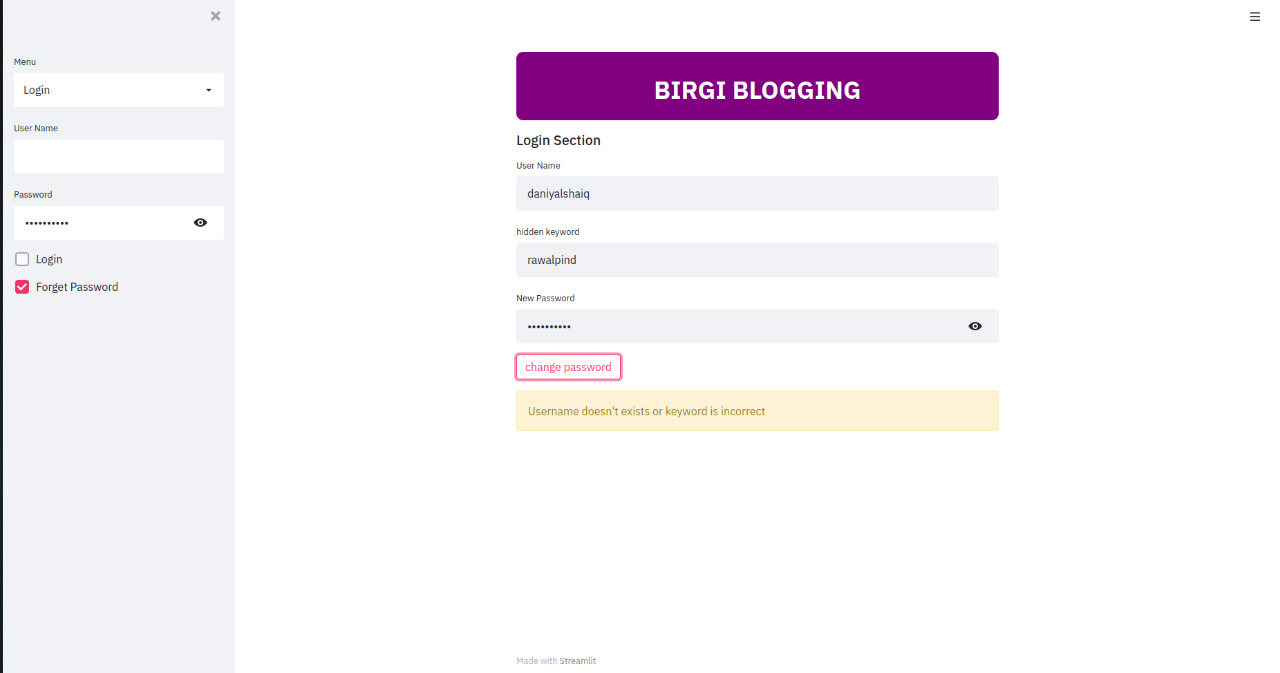 Menu
Login
User Name
Password
••••••••••
Login
Forget Password
BIRGI BLOGGING
Login Section
User Name
daniyalshaiq
hidden keyword
rawalpind
New Password
••••••••••
change password
Username doesn't exists or keyword is incorrect
Made with Streamlit